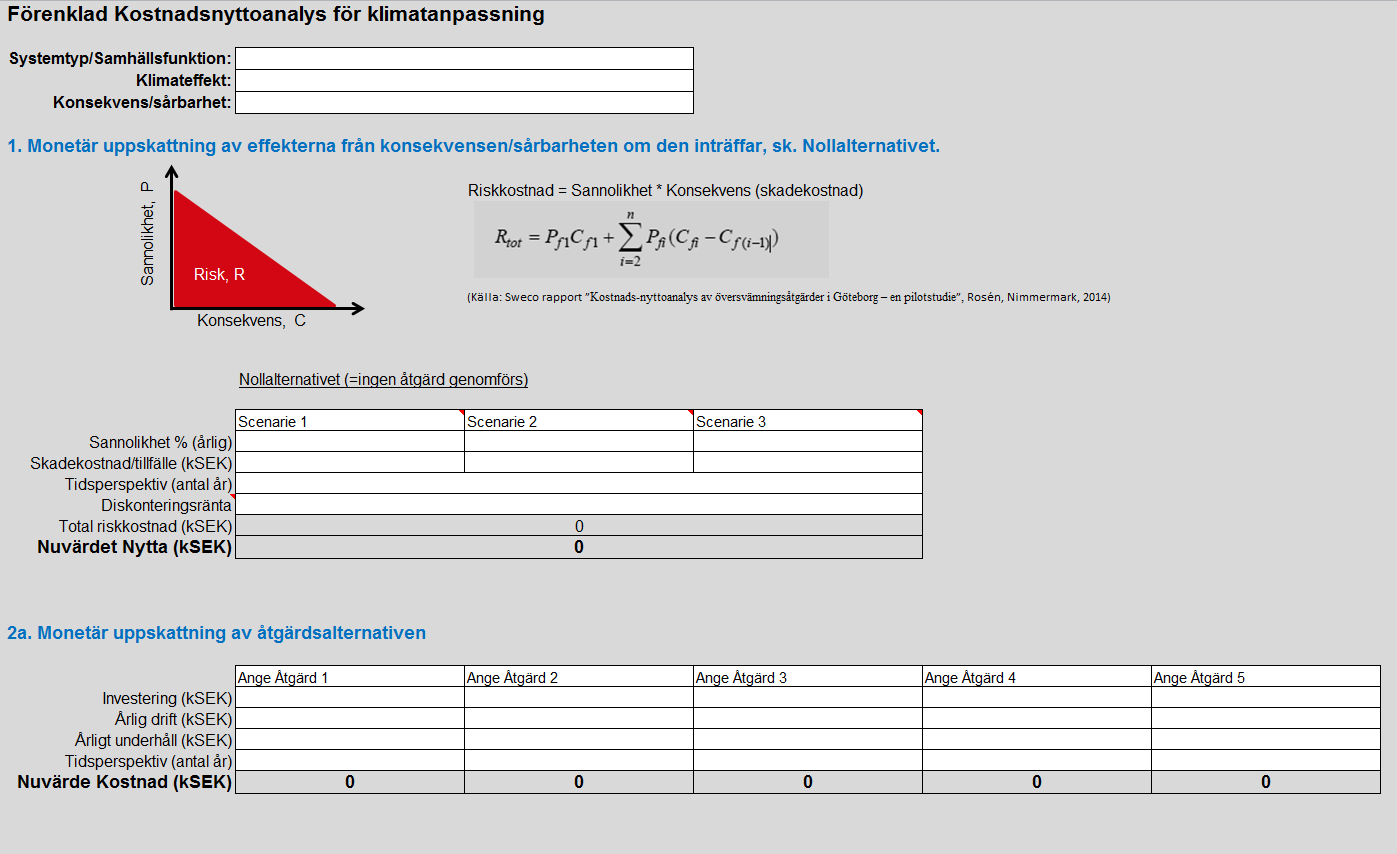 Förenklad Kostnadsnyttoanalys för klimatanpassning
Systemtyp/Samhällsfunktion:
Klimateffekt:
Konsekvens/sårbarhet:
1. Monetär uppskattning av effekterna från konsekvensen/sårbarheten om den inträffar, sk. Nollalternativet.
Sannolikhet, P
Risk, R
Konsekvens, C
Riskkostnad = Sannolikhet * Konsekvens (skadekostnad)
R_tot = P_f1 C_f1 + ∑_{i=2}^{n} P_fi (C_fi – C_f(i–1))
(Källa: Sweco rapport ”Kostnads-nyttoanalys av översvämningsåtgärder i Göteborg – en pilotstudie”, Rosén, Nimmermark, 2014)
Nollalternativet (=ingen åtgärd genomförs)
Scenarie 1 Scenarie 2 Scenarie 3
Sannolikhet % (årlig)
Skadekostnad/tillfälle (kSEK)
Tidsperspektiv (antal år)
Diskonteringsränta
Total riskkostnad (kSEK) 0
Nuvärdet Nytta (kSEK) 0
2a. Monetär uppskattning av åtgärdsalternativen
Ange Åtgärd 1 Ange Åtgärd 2 Ange Åtgärd 3 Ange Åtgärd 4 Ange Åtgärd 5
Investering (kSEK)
Årlig drift (kSEK)
Årligt underhåll (kSEK)
Tidsperspektiv (antal år)
Nuvärde Kostnad (kSEK) 0 0 0 0 0